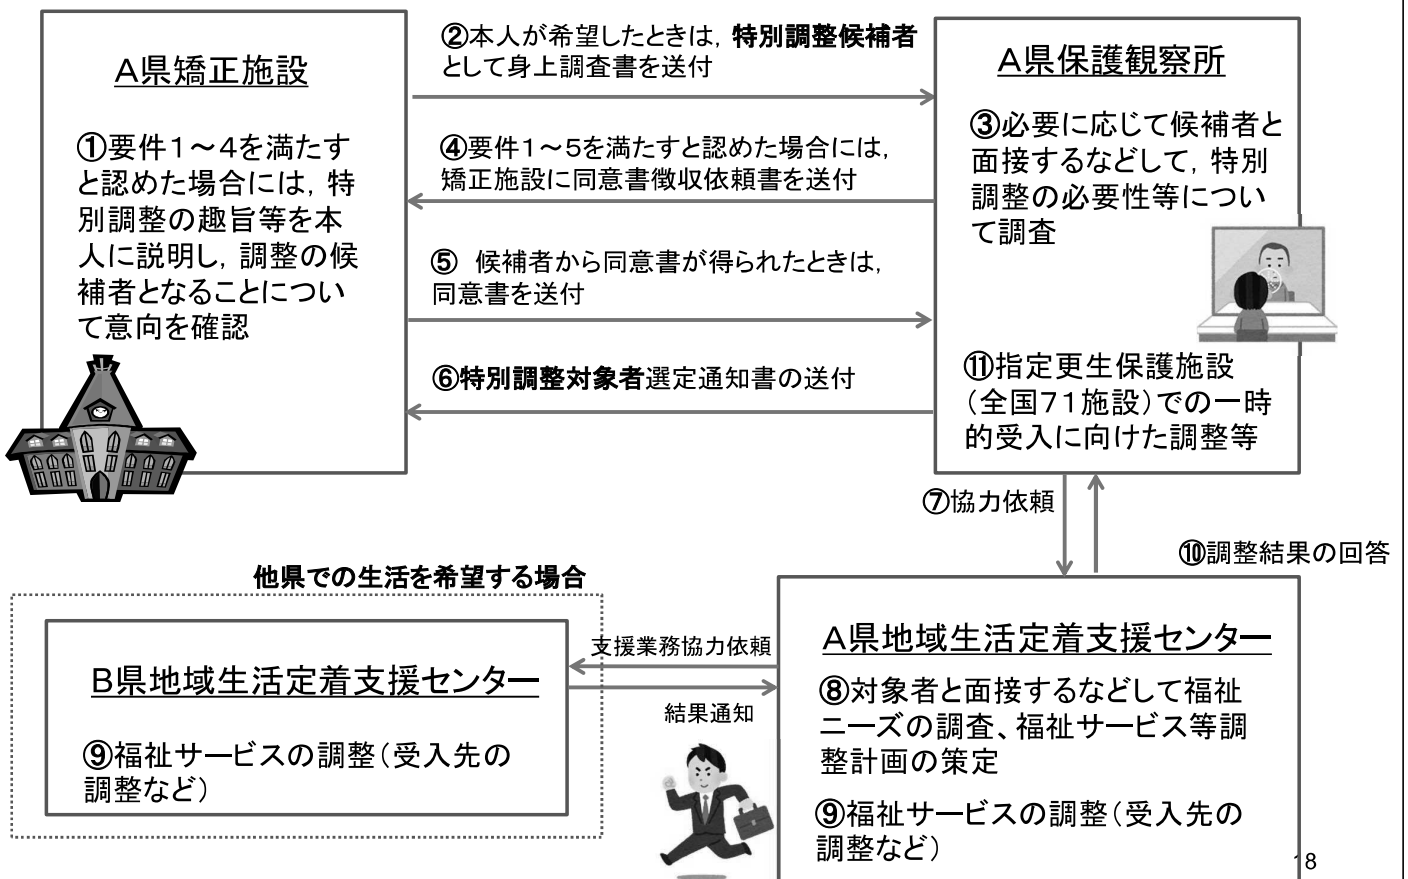 A県矯正施設
①要件1~4を満たす
と認めた場合には, 特
別調整の趣旨等を本
人に説明し, 調整の候
補者となることについ
て意向を確認
②本人が希望したときは, 特別調整候補者
として身上調査書を送付
④要件1~5を満たすと認めた場合には,
矯正施設に同意書徴収依頼書を送付
⑤ 候補者から同意書が得られたときは,
同意書を送付
⑥特別調整対象者選定通知書の送付
A県保護観察所
③必要に応じて候補者と
面接するなどして, 特別
調整の必要性等につい
て調査
⑪指定更生保護施設
(全国71施設)での一時
的受入に向けた調整等
⑦協力依頼
⑩調整結果の回答
他県での生活を希望する場合
B県地域生活定着支援センター
⑨福祉サービスの調整(受入先の
調整など)
支援業務協力依頼
結果通知
A県地域生活定着支援センター
⑧対象者と面接するなどして福祉
ニーズの調査、福祉サービス等調
整計画の策定
⑨福祉サービスの調整(受入先の
調整など)
18